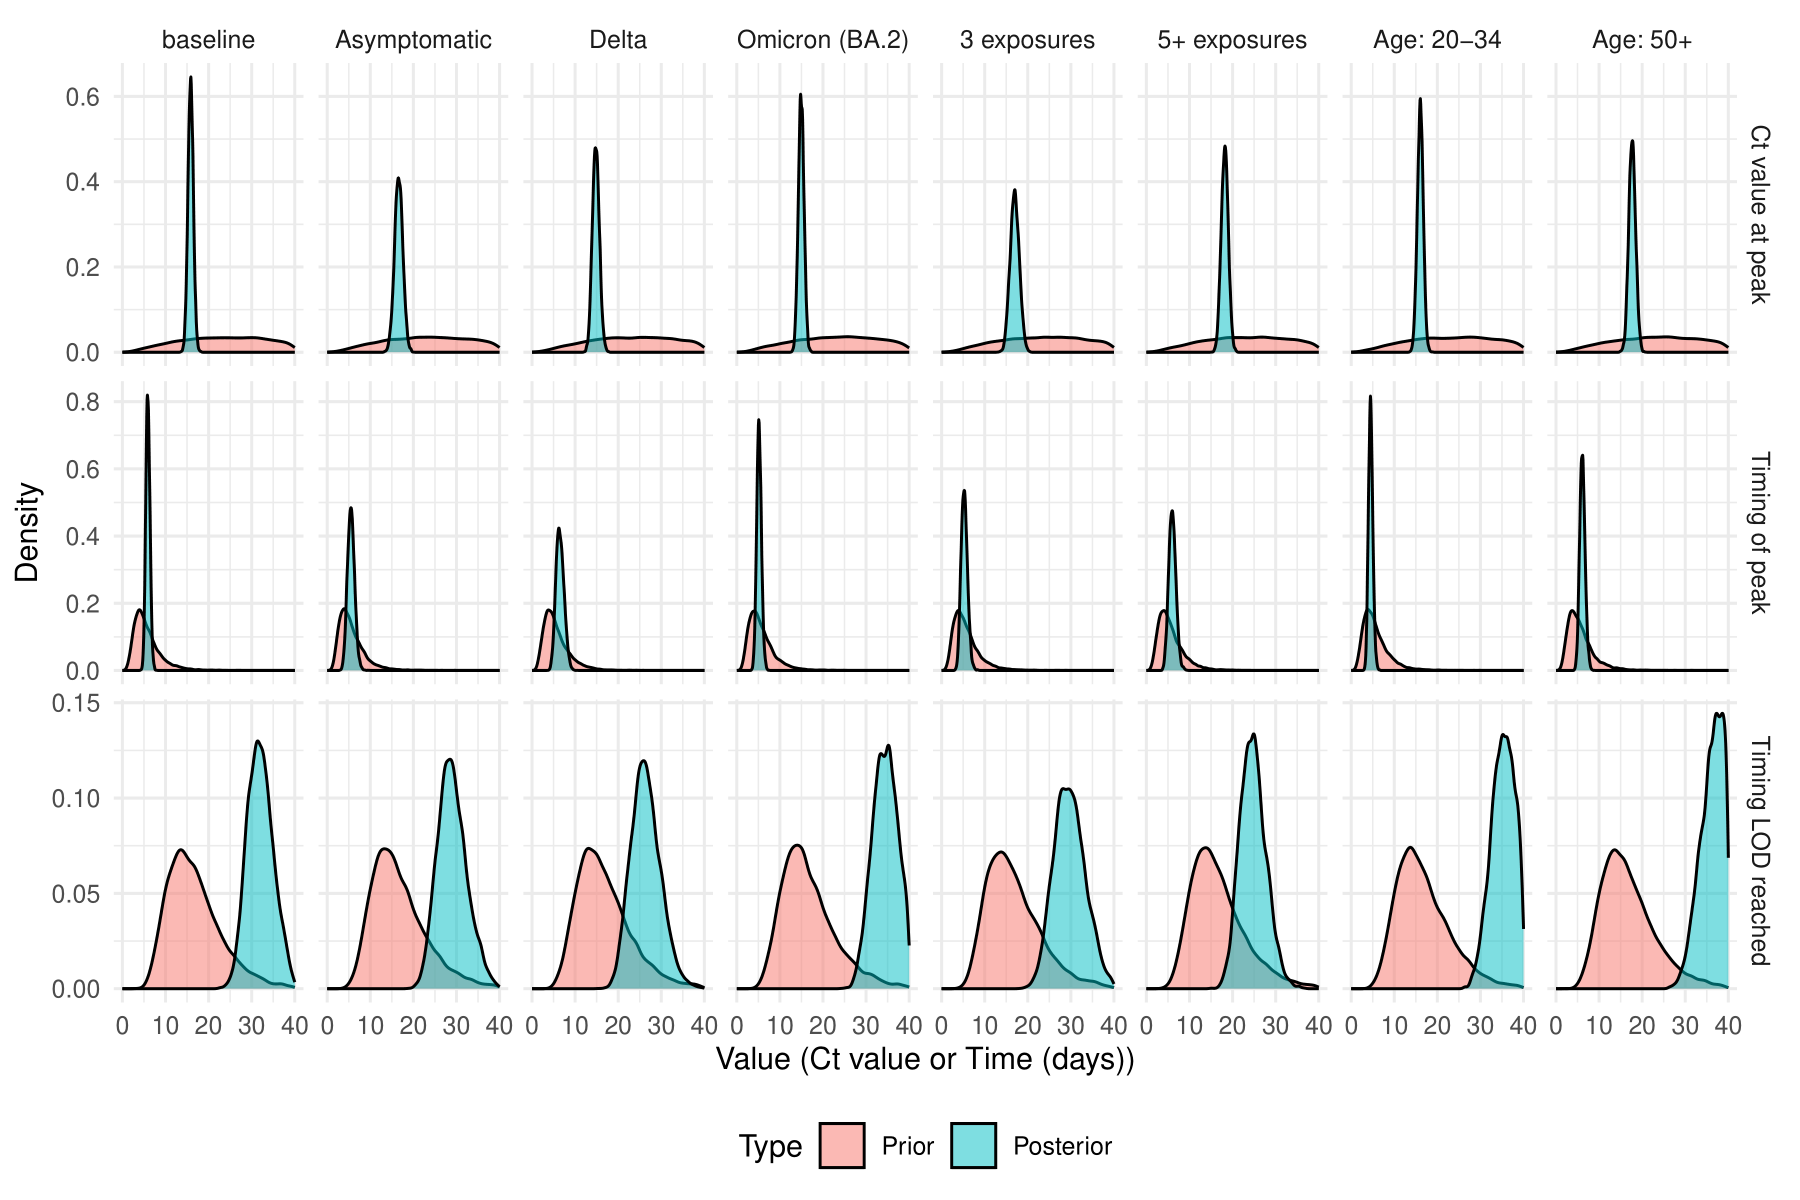 baseline Asymptomatic Delta Omicron (BA.2) 3 exposures 5+ exposures Age: 20−34 Age: 50+
0.6
0.4
0.2
0.0
Ct value at peak
0.8
0.6
0.4
0.2
0.0
Timing of peak
0.15
0.10
0.05
0.00
Timing LOD reached
Density
0 10 20 30 40 0 10 20 30 40 0 10 20 30 40 0 10 20 30 40 0 10 20 30 40 0 10 20 30 40 0 10 20 30 40 0 10 20 30 40
Value (Ct value or Time (days))
Type Prior Posterior